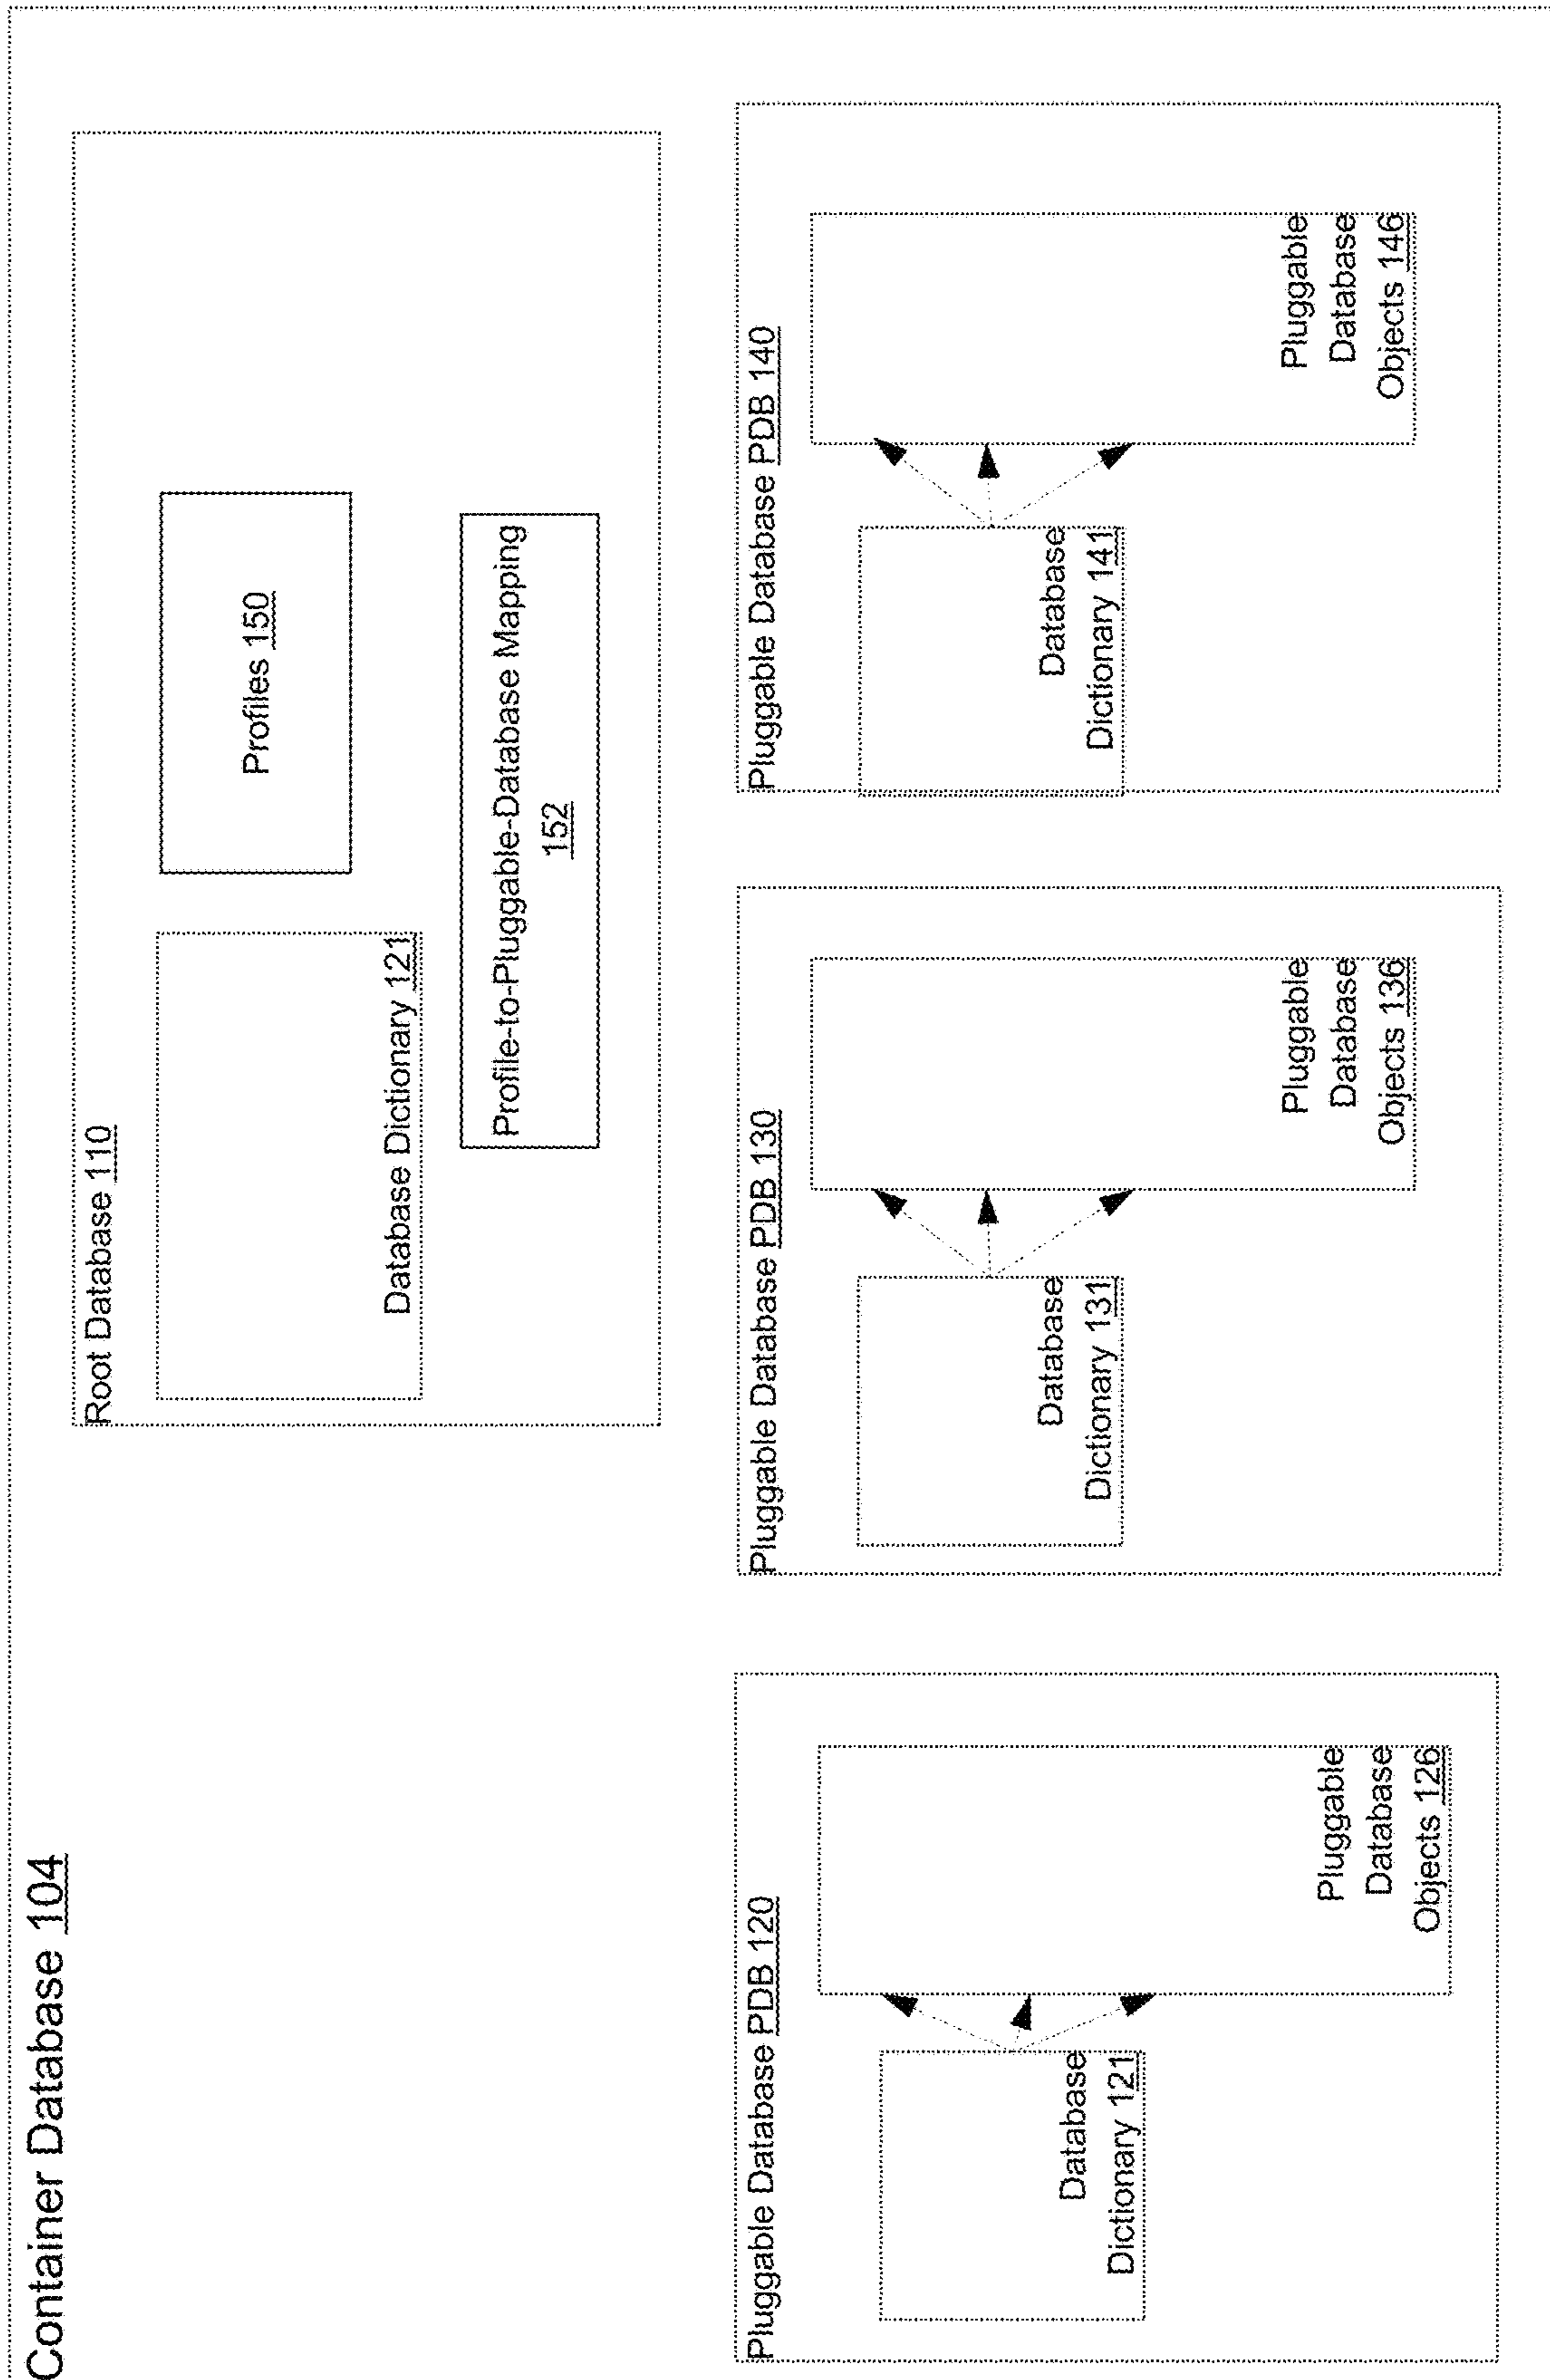 Container Database 104
Root Database 110
Database Dictionary 121
Profiles 150
Profile-to-Pluggable-Database Mapping
152
Pluggable Database PDB 120
Database
Dictionary 121
Pluggable
Database
Objects 126
Pluggable Database PDB 130
Database
Dictionary 131
Pluggable
Database
Objects 136
Pluggable Database PDB 140
Database
Dictionary 141
Pluggable
Database
Objects 146